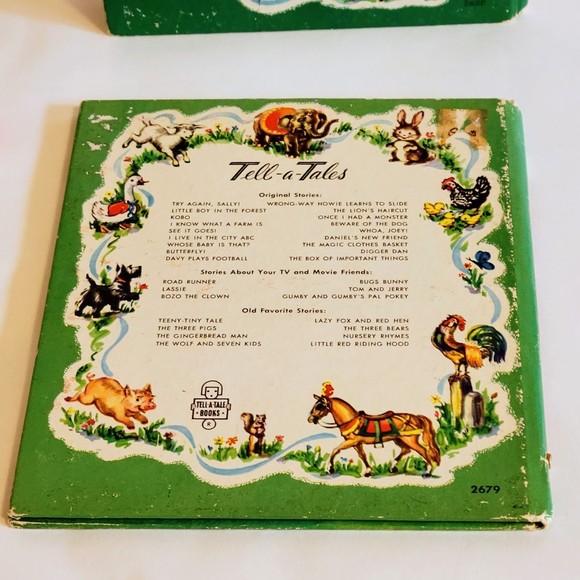 Tell-a-Tales
Original Stories:
TRY AGAIN, SALLY! WRONG-WAY HOWIE LEARNS TO SLIDE
LITTLE BOY IN THE FOREST THE LION'S HAIRCUT
KOBO ONCE I HAD A MONSTER
I KNOW WHAT A FARM IS BEWARE OF THE DOG
SEE IT GOES! WHOA, JOEY!
I LIVE IN THE CITY ABC DANIEL'S NEW FRIEND
WHOSE BABY IS THAT? THE MAGIC CLOTHES BASKET
BUTTERFLY! DIGGER DAN
DAVY PLAYS FOOTBALL THE BOX OF IMPORTANT THINGS
Stories About Your TV and Movie Friends:
ROAD RUNNER BUGS BUNNY
LASSIE TOM AND JERRY
BOZO THE CLOWN GUMBY AND GUMBY'S PAL POKEY
Old Favorite Stories:
TEENY-TINY TALE LAZY FOX AND RED HEN
THE THREE PIGS THE THREE BEARS
THE GINGERBREAD MAN NURSERY RHYMES
THE WOLF AND SEVEN KIDS LITTLE RED RIDING HOOD
TELL-A-TALE
BOOKS
®
2679